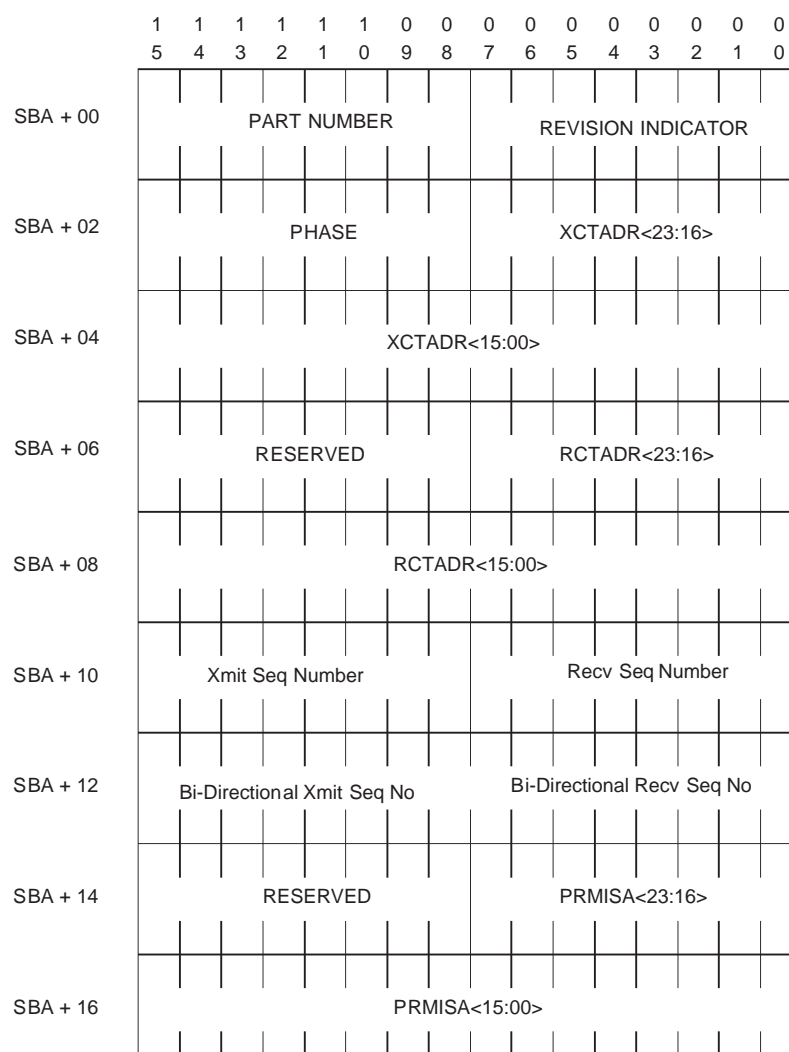 1 1 1 1 1 1 0 0 0 0 0 0 0 0 0 0
5 4 3 2 1 0 9 8 7 6 5 4 3 2 1 0
SBA + 00 PART NUMBER REVISION INDICATOR
SBA + 02 PHASE XCTADR<23:16>
SBA + 04 XCTADR<15:00>
SBA + 06 RESERVED RCTADR<23:16>
SBA + 08 RCTADR<15:00>
SBA + 10 Xmit Seq Number Recv Seq Number
SBA + 12 Bi-Directional Xmit Seq No Bi-Directional Recv Seq No
SBA + 14 RESERVED PRMISA<23:16>
SBA + 16 PRMISA<15:00>